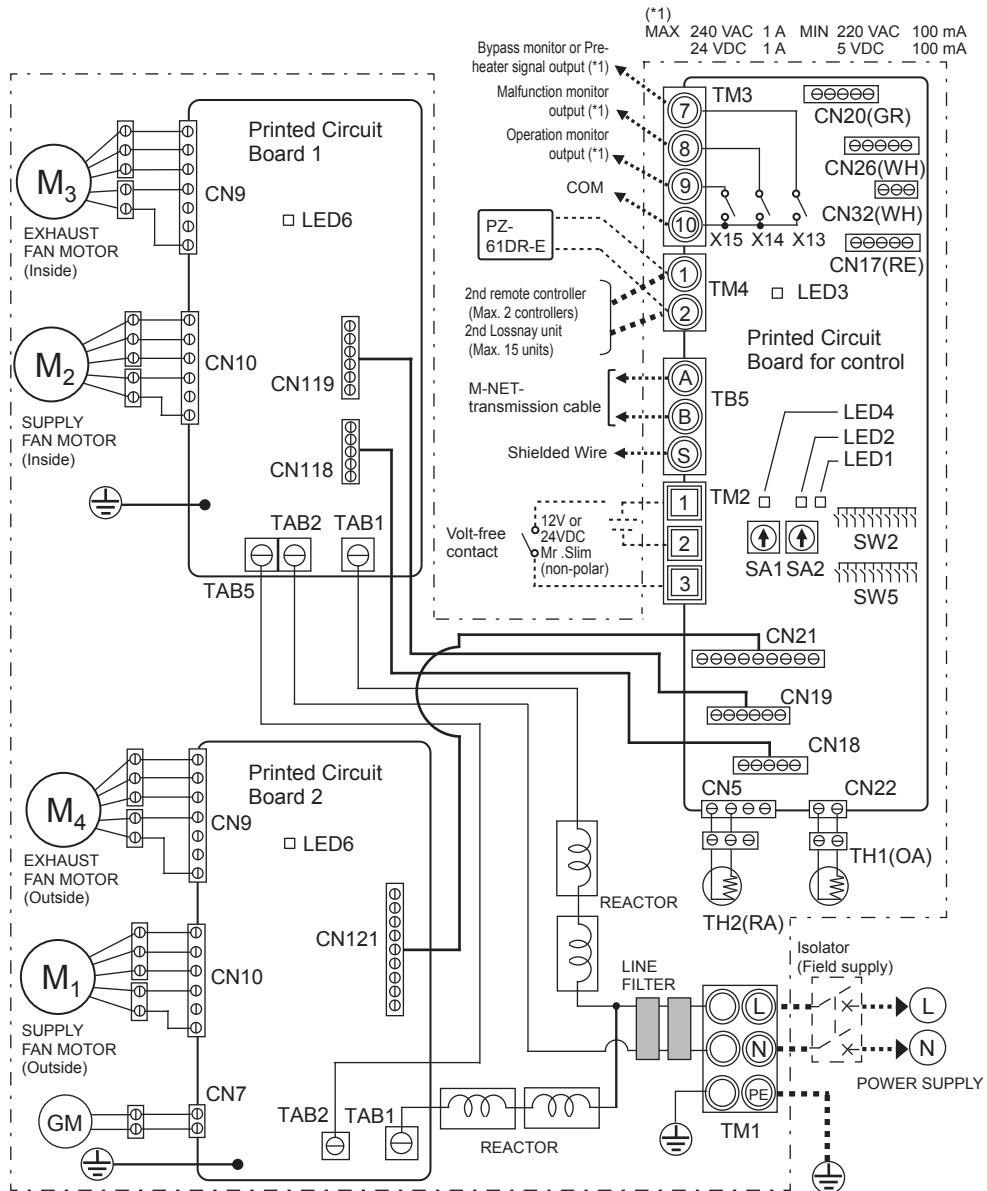 (*1)
MAX 240 VAC 1 A MIN 220 VAC 100 mA
24 VDC 1 A 5 VDC 100 mA
Bypass monitor or Pre-
heater signal output (*1)
Malfunction monitor
output (*1)
Operation monitor
output (*1)
COM
7
8
9
10
TM3
X15 X14 X13
CN20(GR)
CN26(WH)
CN32(WH)
CN17(RE)
PZ-
61DR-E
1
2
TM4
LED3
2nd remote controller
(Max. 2 controllers)
2nd Lossnay unit
(Max. 15 units)
Printed Circuit
Board for control
M-NET-
transmission cable
Shielded Wire
A
B
S
TB5
LED4
LED2
LED1
Volt-free
contact
12V or
24VDC
Mr .Slim
(non-polar)
1
2
3
TM2
SA1 SA2
SW2
SW5
CN21
CN19
CN18
CN5
CN22
TH1(OA)
TH2(RA)
Printed Circuit
Board 1
LED6
M3
EXHAUST
FAN MOTOR
(Inside)
CN9
M2
SUPPLY
FAN MOTOR
(Inside)
CN10
CN119
CN118
TAB2 TAB1
TAB5
Printed Circuit
Board 2
LED6
M4
EXHAUST
FAN MOTOR
(Outside)
CN9
M1
SUPPLY
FAN MOTOR
(Outside)
CN10
CN121
GM
CN7
TAB2 TAB1
REACTOR
REACTOR
LINE
FILTER
L
N
PE
TM1
Isolator
(Field supply)
L
N
POWER SUPPLY